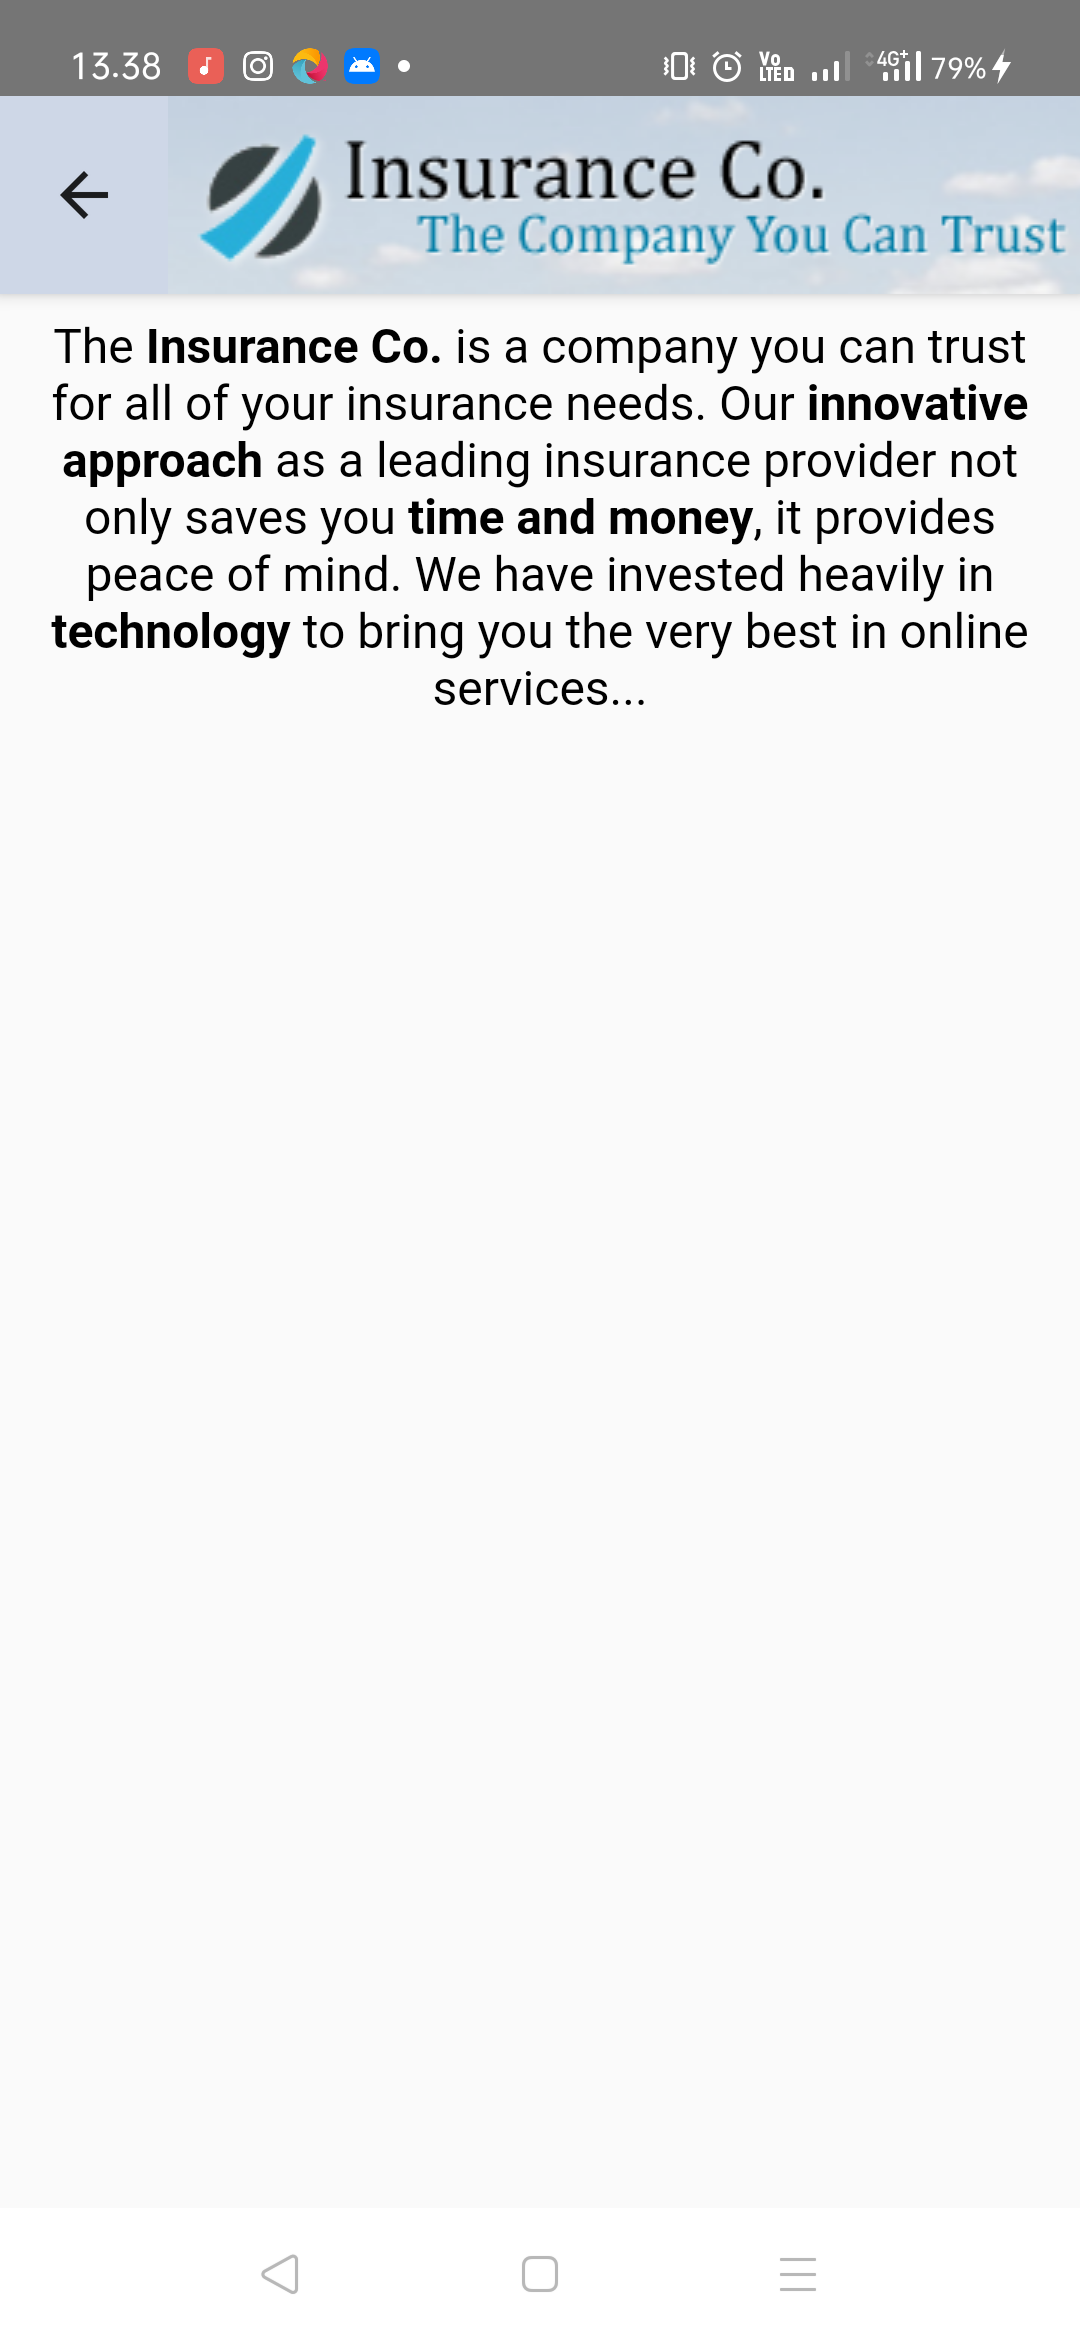 13.38 Vo LTED 4G+ 79%
Insurance Co.
The Company You Can Trust
The Insurance Co. is a company you can trust
for all of your insurance needs. Our innovative
approach as a leading insurance provider not
only saves you time and money, it provides
peace of mind. We have invested heavily in
technology to bring you the very best in online
services...